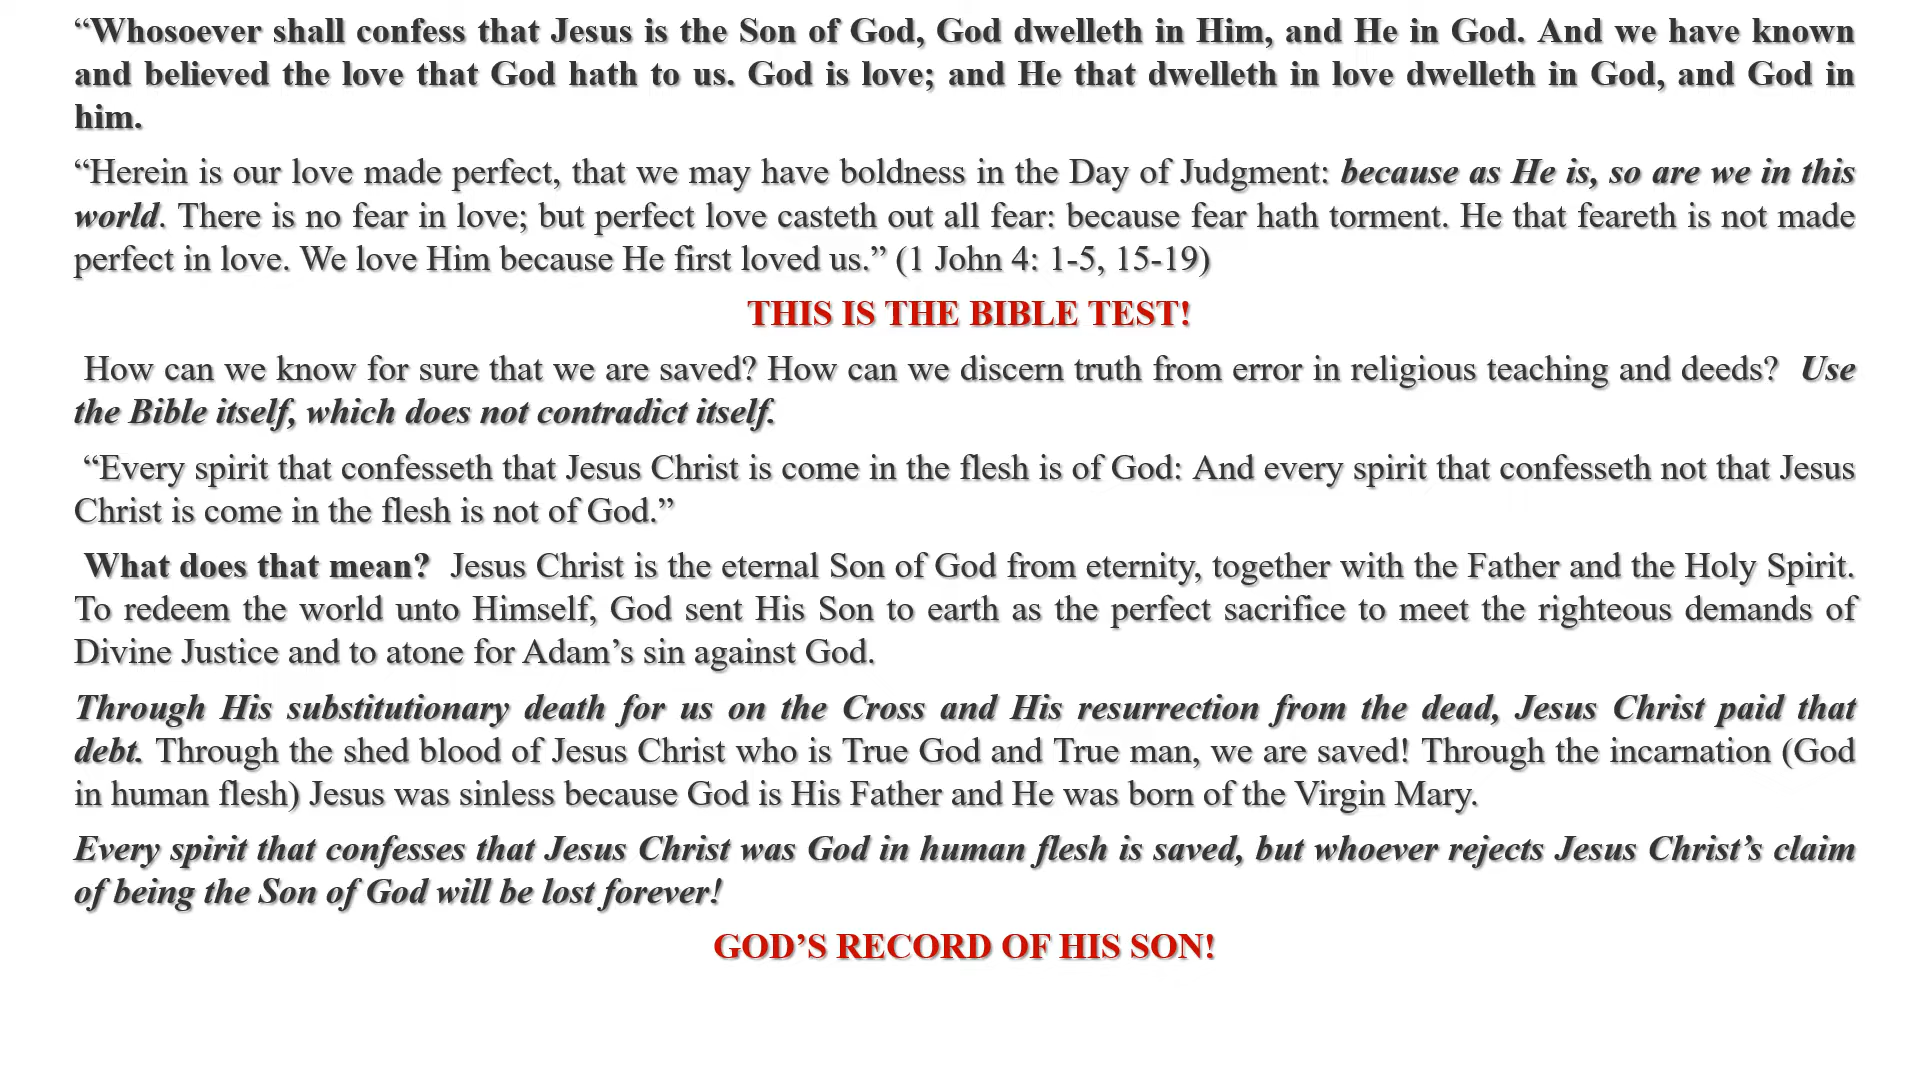 “Whosoever shall confess that Jesus is the Son of God, God dwelleth in Him, and He in God. And we have known
and believed the love that God hath to us. God is love; and He that dwelleth in love dwelleth in God, and God in
him.
“Herein is our love made perfect, that we may have boldness in the Day of Judgment: because as He is, so are we in this
world. There is no fear in love; but perfect love casteth out all fear: because fear hath torment. He that feareth is not made
perfect in love. We love Him because He first loved us.” (1 John 4: 1-5, 15-19)
THIS IS THE BIBLE TEST!
How can we know for sure that we are saved? How can we discern truth from error in religious teaching and deeds? Use
the Bible itself, which does not contradict itself.
“Every spirit that confesseth that Jesus Christ is come in the flesh is of God: And every spirit that confesseth not that Jesus
Christ is come in the flesh is not of God.”
What does that mean? Jesus Christ is the eternal Son of God from eternity, together with the Father and the Holy Spirit.
To redeem the world unto Himself, God sent His Son to earth as the perfect sacrifice to meet the righteous demands of
Divine Justice and to atone for Adam’s sin against God.
Through His substitutionary death for us on the Cross and His resurrection from the dead, Jesus Christ paid that
debt. Through the shed blood of Jesus Christ who is True God and True man, we are saved! Through the incarnation (God
in human flesh) Jesus was sinless because God is His Father and He was born of the Virgin Mary.
Every spirit that confesses that Jesus Christ was God in human flesh is saved, but whoever rejects Jesus Christ’s claim
of being the Son of God will be lost forever!
GOD’S RECORD OF HIS SON!